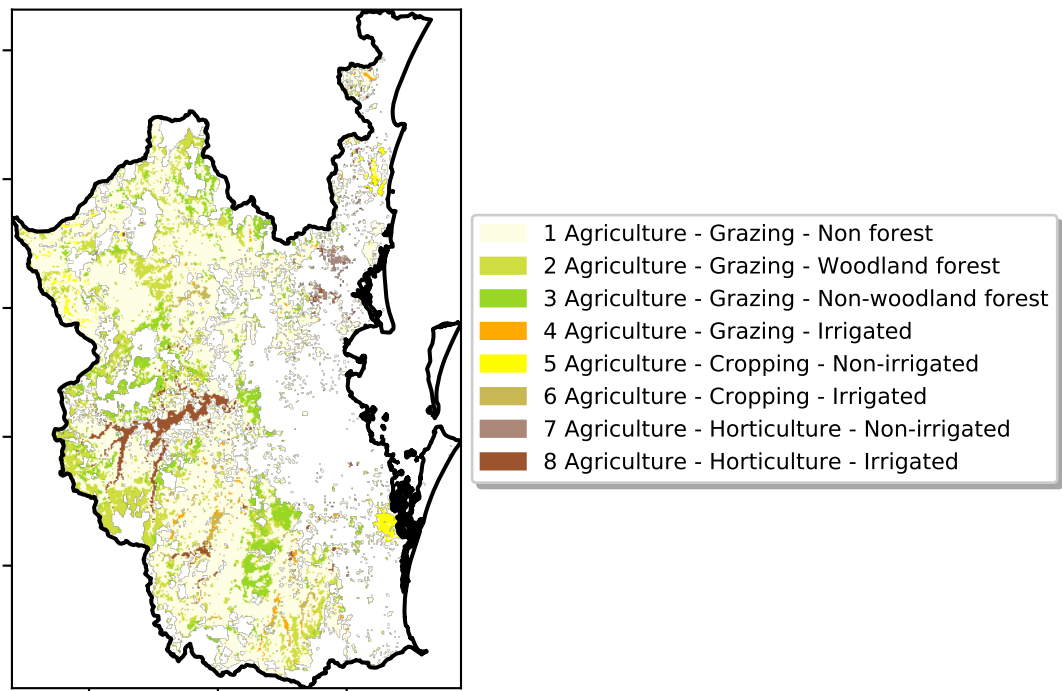 1 Agriculture - Grazing - Non forest
2 Agriculture - Grazing - Woodland forest
3 Agriculture - Grazing - Non-woodland forest
4 Agriculture - Grazing - Irrigated
5 Agriculture - Cropping - Non-irrigated
6 Agriculture - Cropping - Irrigated
7 Agriculture - Horticulture - Non-irrigated
8 Agriculture - Horticulture - Irrigated